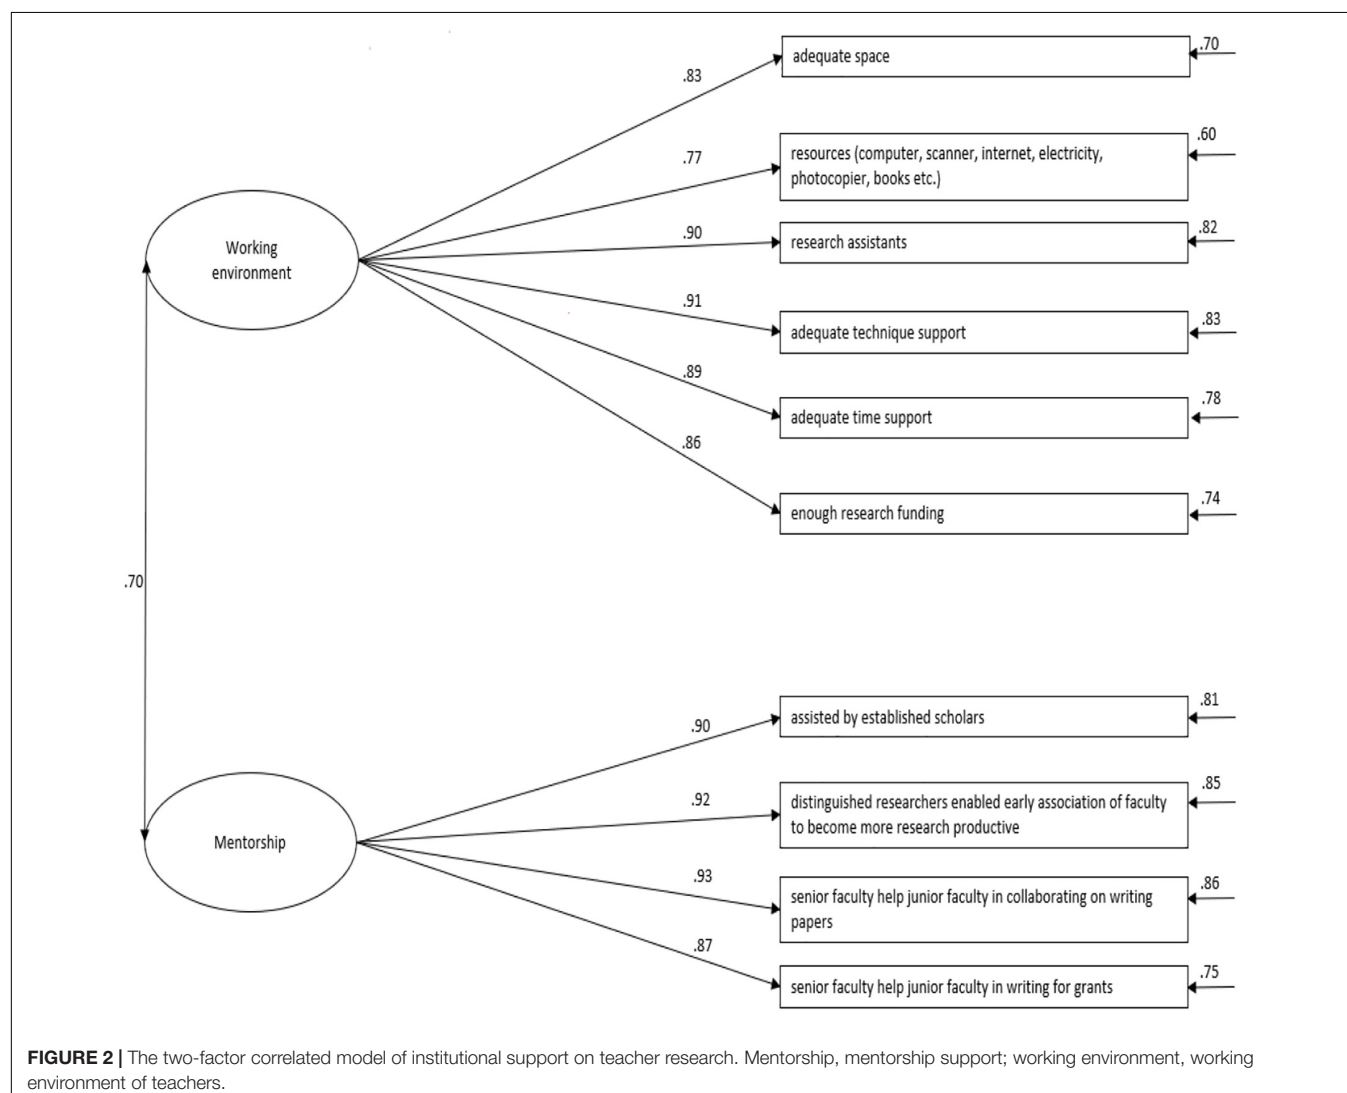 .70
adequate space
.83
.60
resources (computer, scanner, internet, electricity,
photocopier, books etc.)
.77
.82
research assistants
.90
Working
environment
.91
.83
adequate technique support
.89
.78
adequate time support
.86
.74
enough research funding
.70
.81
assisted by established scholars
.90
.85
distinguished researchers enabled early association of faculty
to become more research productive
.92
Mentorship
.93
.86
senior faculty help junior faculty in collaborating on writing
papers
.87
.75
senior faculty help junior faculty in writing for grants
FIGURE 2 | The two-factor correlated model of institutional support on teacher research. Mentorship, mentorship support; working environment, working
environment of teachers.